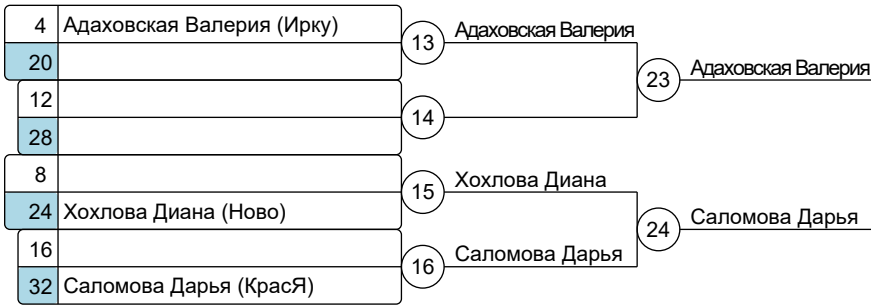 4 Адаховская Валерия (Ирку)
13 Адаховская Валерия
20
23 Адаховская Валерия
12
14
28
8
15 Хохлова Диана
24 Хохлова Диана (Ново)
24 Саломова Дарья
16
16 Саломова Дарья
32 Саломова Дарья (КрасЯ)